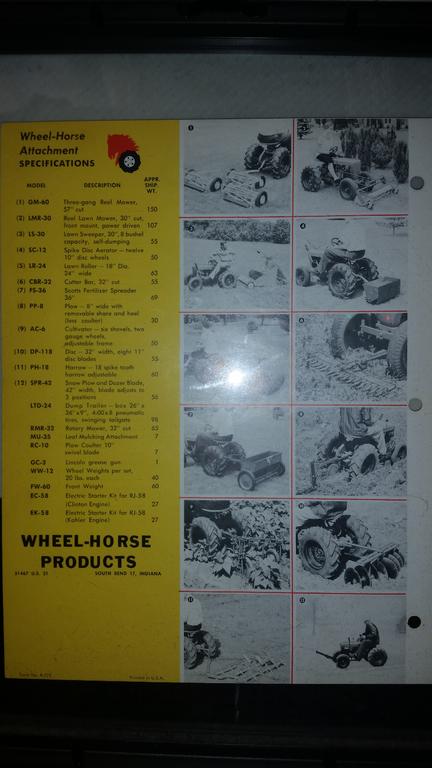 Wheel-Horse
Attachment
SPECIFICATIONS
APPR.
SHIP.
WT.
MODEL DESCRIPTION
(1) GM-60 Three-gang Reel Mower,
57" cut 150
(2) LMR-30 Reel Lawn Mower, 30" cut,
front mount, power driven 107
(3) LS-30 Lawn Sweeper, 30", 8 bushel
capacity, self-dumping 55
(4) SC-12 Spike Disc Aerator — twelve
10" disc wheels 50
(5) LR-24 Lawn Roller — 18" Dia.
24" wide 63
(6) CBR-32 Cutter Bar, 32" cut 55
(7) FS-36 Scotts Fertilizer Spreader
36" 69
(8) PP-8 Plow — 8" wide with
removable share and heel
(less coulter) 30
(9) AC-6 Cultivator — six shovels, two
gauge wheels,
adjustable frame 50
(10) DP-118 Disc — 32" width, eight 11"
disc blades 55
(11) PH-18 Harrow — 18 spike tooth
harrow adjustable 60
(12) SPR-42 Snow Plow and Dozer Blade,
42" width, blade adjusts to
3 positions 56
LTD-24 Dump Trailer — box 26" x
36" x9", 4:00x8 pneumatic
tires, swinging tailgate 98
RMR-32 Rotary Mower, 32" cut 65
MU-35 Leaf Mulching Attachment 7
RC-10 Plow Coulter 10"
swivel blade 7
GC-3 Lincoln grease gun 1
WW-12 Wheel Weights per set,
20 lbs. each 40
FW-60 Front Weight 60
EC-58 Electric Starter Kit for RJ-58
(Clinton Engine) 27
EK-58 Electric Starter Kit for RJ-58
(Kohler Engine) 27
WHEEL-HORSE
PRODUCTS
51467 U.S. 31 SOUTH BEND 17, INDIANA
Printed in U.S.A.
1
4
7
10
11
12